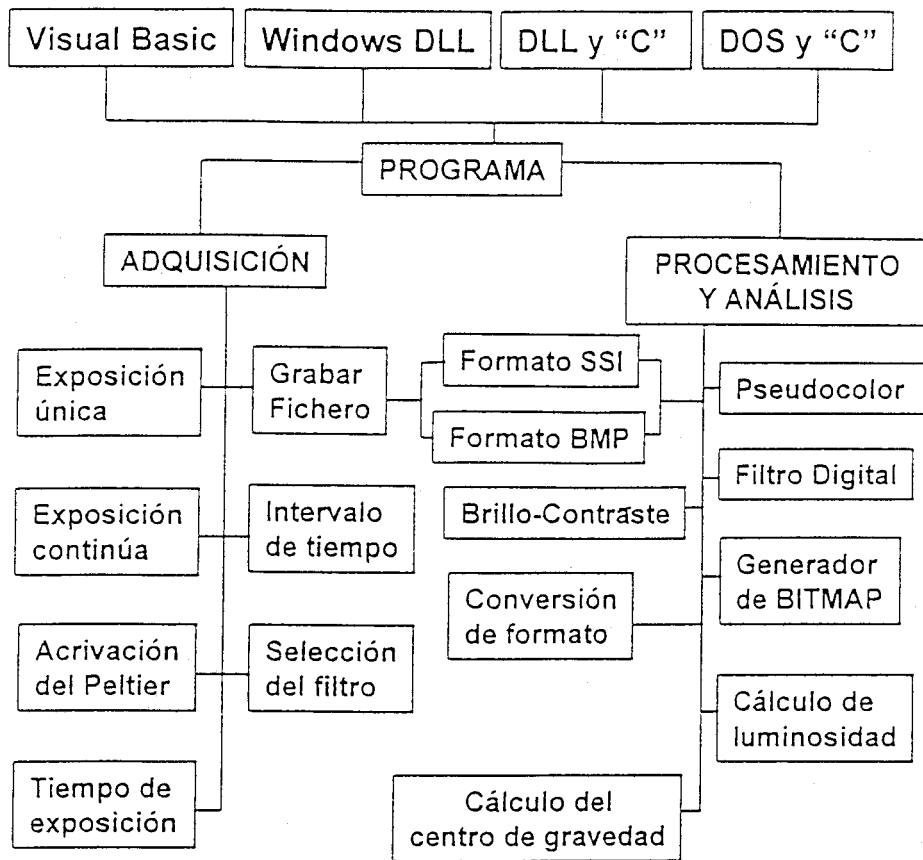 Visual Basic
Windows DLL
DLL y “C”
DOS y “C”
PROGRAMA
ADQUISICIÓN
PROCESAMIENTO
Y ANÁLISIS
Exposición
única
Grabar
Fichero
Formato SSI
Formato BMP
Pseudocolor
Filtro Digital
Brillo-Contraste
Exposición
continúa
Intervalo
de tiempo
Generador
de BITMAP
Conversión
de formato
Acrivación
del Peltier
Selección
del filtro
Cálculo de
luminosidad
Tiempo de
exposición
Cálculo del
centro de gravedad